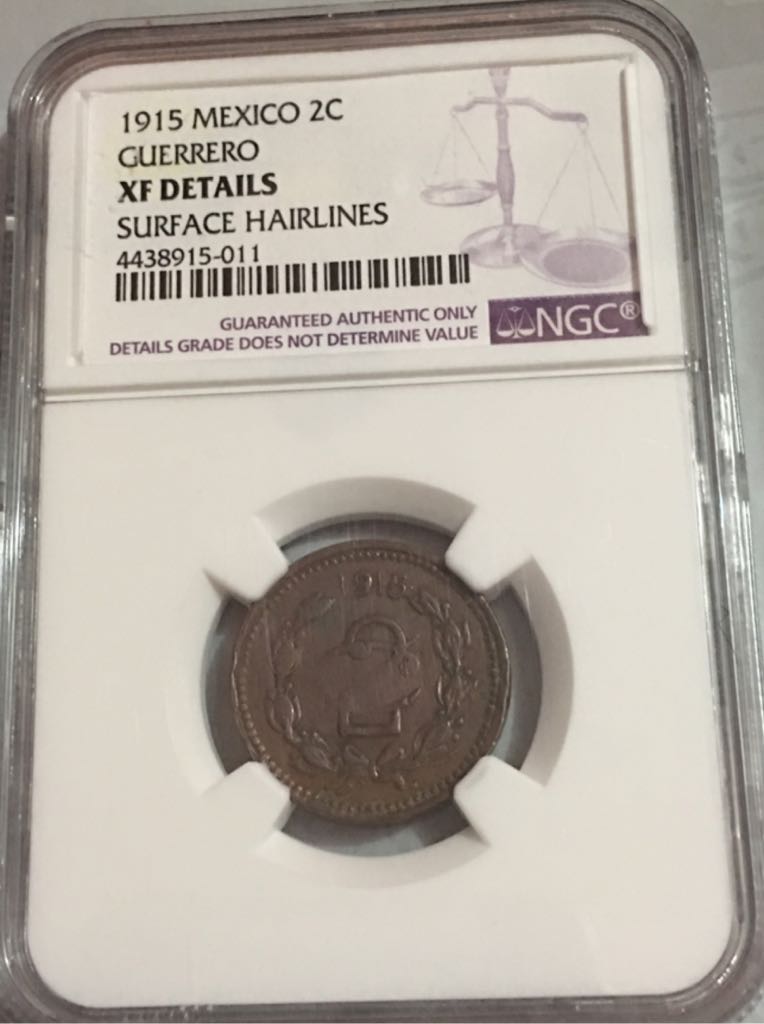 1915 MEXICO 2C
GUERRERO
XF DETAILS
SURFACE HAIRLINES
4438915-011
GUARANTEED AUTHENTIC ONLY
DETAILS GRADE DOES NOT DETERMINE VALUE
NGC®
1915